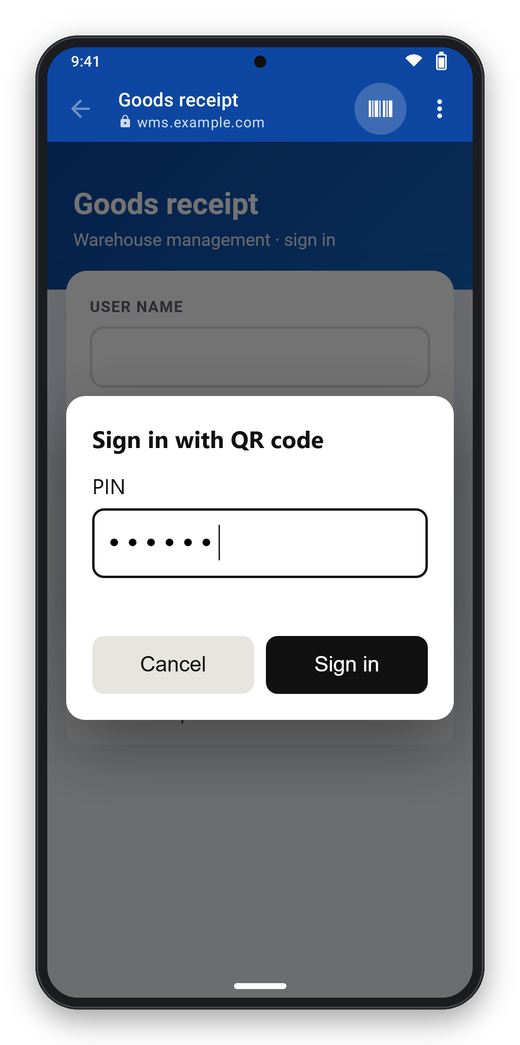 9:41
Goods receipt
wms.example.com
Goods receipt
Warehouse management · sign in
USER NAME
Sign in with QR code
PIN
Cancel
Sign in